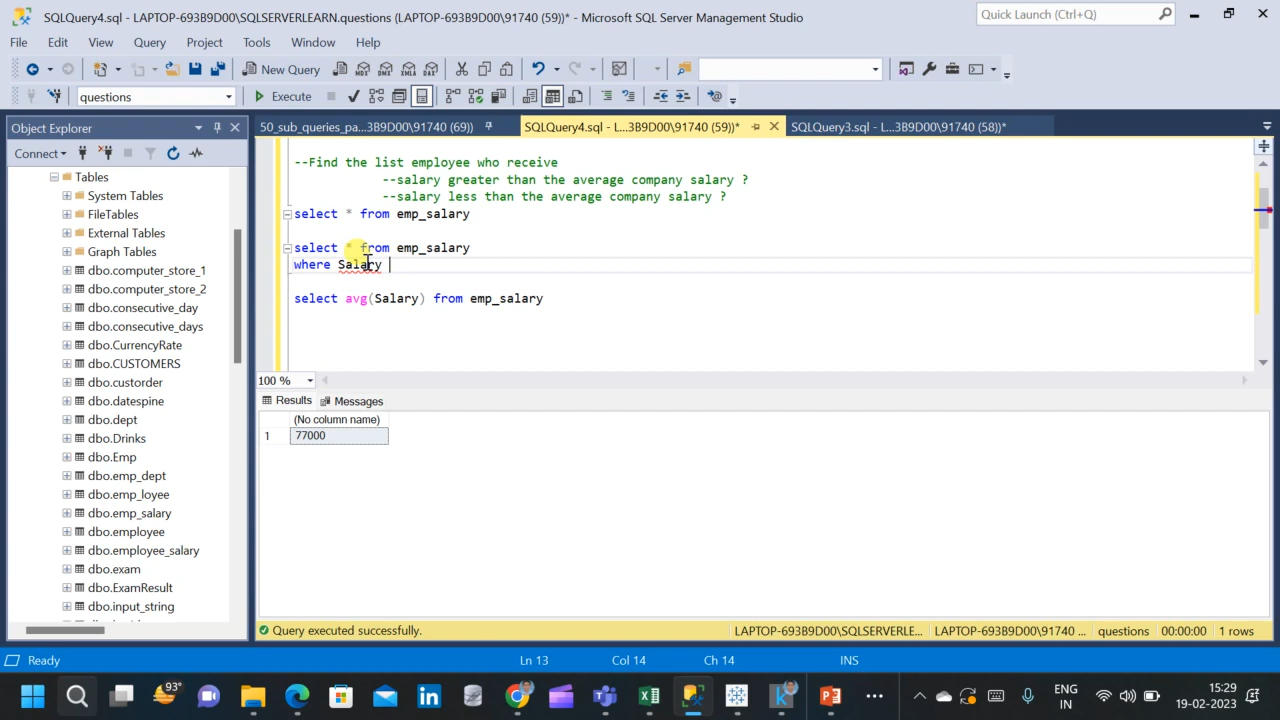 SQLQuery4.sql - LAPTOP-693B9D00\SQLSERVERLEARN.questions (LAPTOP-693B9D00\91740 (59))* - Microsoft SQL Server Management Studio
Quick Launch (Ctrl+Q)
File Edit View Query Project Tools Window Help
New Query MDX DMX XMLA DAX
questions Execute
Object Explorer
50_sub_queries_pa...3B9D00\91740 (69)) SQLQuery4.sql - L...3B9D00\91740 (59))* SQLQuery3.sql - L...3B9D00\91740 (58))*
Connect
Tables
System Tables
FileTables
External Tables
Graph Tables
dbo.computer_store_1
dbo.computer_store_2
dbo.consecutive_day
dbo.consecutive_days
dbo.CurrencyRate
dbo.CUSTOMERS
dbo.custorder
dbo.datespine
dbo.dept
dbo.Drinks
dbo.Emp
dbo.emp_dept
dbo.emp_loyee
dbo.emp_salary
dbo.employee
dbo.employee_salary
dbo.exam
dbo.ExamResult
dbo.input_string
--Find the list employee who receive
--salary greater than the average company salary ?
--salary less than the average company salary ?
select * from emp_salary
select * from emp_salary
where Salary
select avg(Salary) from emp_salary
100 %
Results Messages
(No column name)
1 77000
Query executed successfully. LAPTOP-693B9D00\SQLSERVERLE... LAPTOP-693B9D00\91740 ... questions 00:00:00 1 rows
Ready Ln 13 Col 14 Ch 14 INS
93° ENG IN 15:29 19-02-2023